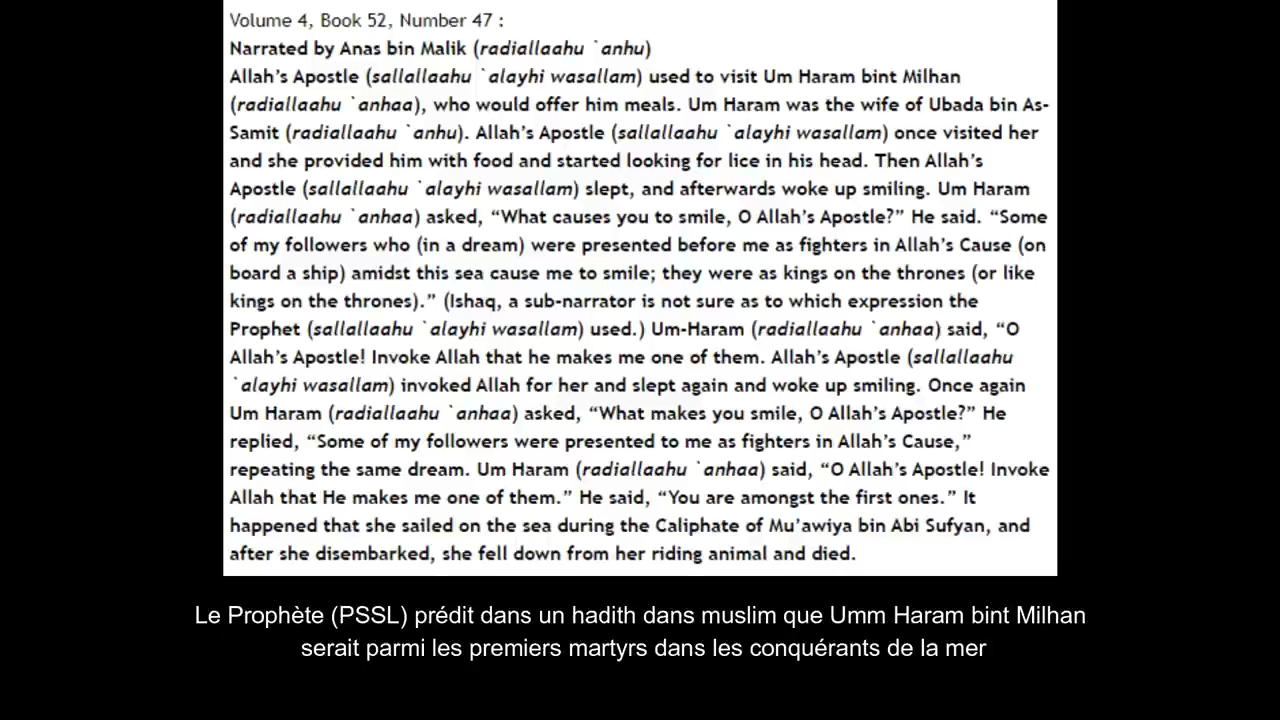 Volume 4, Book 52, Number 47 :
Narrated by Anas bin Malik (radiallaahu `anhu)
Allah's Apostle (sallallaahu `alayhi wasallam) used to visit Um Haram bint Milhan
(radiallaahu `anhaa), who would offer him meals. Um Haram was the wife of Ubada bin As-
Samit (radiallaahu `anhu). Allah's Apostle (sallallaahu `alayhi wasallam) once visited her
and she provided him with food and started looking for lice in his head. Then Allah's
Apostle (sallallaahu `alayhi wasallam) slept, and afterwards woke up smiling. Um Haram
(radiallaahu `anhaa) asked, “What causes you to smile, O Allah's Apostle?” He said. “Some
of my followers who (in a dream) were presented before me as fighters in Allah's Cause (on
board a ship) amidst this sea cause me to smile; they were as kings on the thrones (or like
kings on the thrones).” (Ishaq, a sub-narrator is not sure as to which expression the
Prophet (sallallaahu `alayhi wasallam) used.) Um-Haram (radiallaahu `anhaa) said, “O
Allah's Apostle! Invoke Allah that he makes me one of them. Allah's Apostle (sallallaahu
`alayhi wasallam) invoked Allah for her and slept again and woke up smiling. Once again
Um Haram (radiallaahu `anhaa) asked, “What makes you smile, O Allah's Apostle?” He
replied, “Some of my followers were presented to me as fighters in Allah's Cause,”
repeating the same dream. Um Haram (radiallaahu `anhaa) said, “O Allah's Apostle! Invoke
Allah that He makes me one of them.” He said, “You are amongst the first ones.” It
happened that she sailed on the sea during the Caliphate of Mu'awiya bin Abi Sufyan, and
after she disembarked, she fell down from her riding animal and died.
Le Prophète (PSSL) prédit dans un hadith dans muslim que Umm Haram bint Milhan
serait parmi les premiers martyrs dans les conquérants de la mer